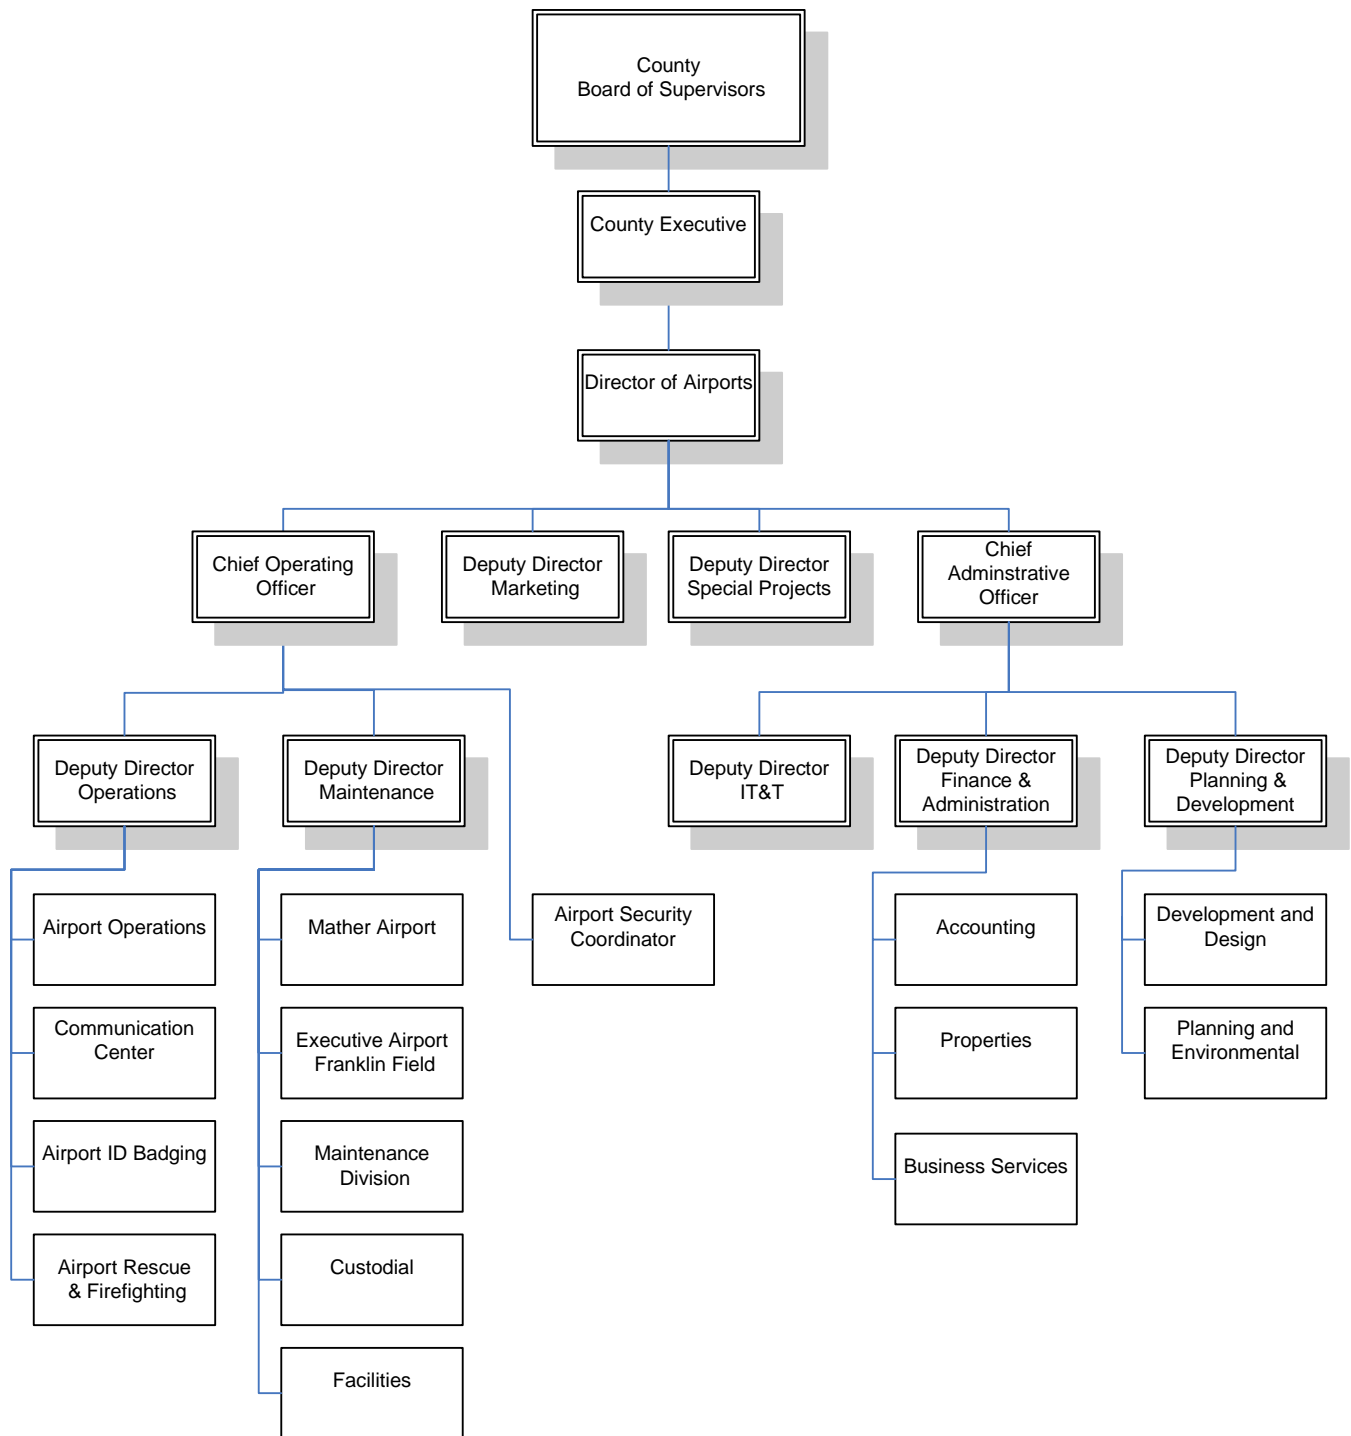 County
Board of Supervisors
County Executive
Director of Airports
Chief Operating
Officer
Deputy Director
Marketing
Deputy Director
Special Projects
Chief
Adminstrative
Officer
Deputy Director
Operations
Deputy Director
Maintenance
Deputy Director
IT&T
Deputy Director
Finance &
Administration
Deputy Director
Planning &
Development
Airport Operations
Mather Airport
Airport Security
Coordinator
Accounting
Development and
Design
Communication
Center
Executive Airport
Franklin Field
Properties
Planning and
Environmental
Airport ID Badging
Maintenance
Division
Business Services
Airport Rescue
& Firefighting
Custodial
Facilities